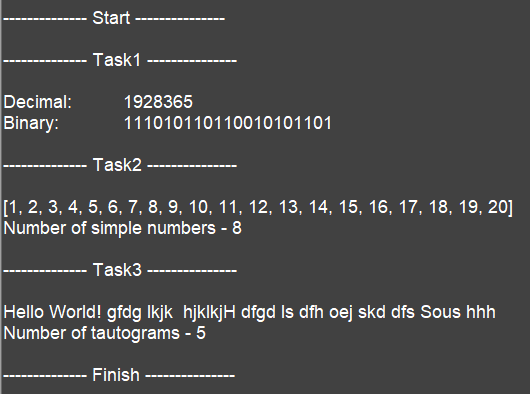 -------------- Start ---------------
-------------- Task1 ---------------
Decimal: 1928365
Binary: 111010110110010101101
-------------- Task2 ---------------
[1, 2, 3, 4, 5, 6, 7, 8, 9, 10, 11, 12, 13, 14, 15, 16, 17, 18, 19, 20]
Number of simple numbers - 8
-------------- Task3 ---------------
Hello World! gfdg lkjk  hjklkjH dfgd ls dfh oej skd dfs Sous hhh
Number of tautograms - 5
-------------- Finish ---------------